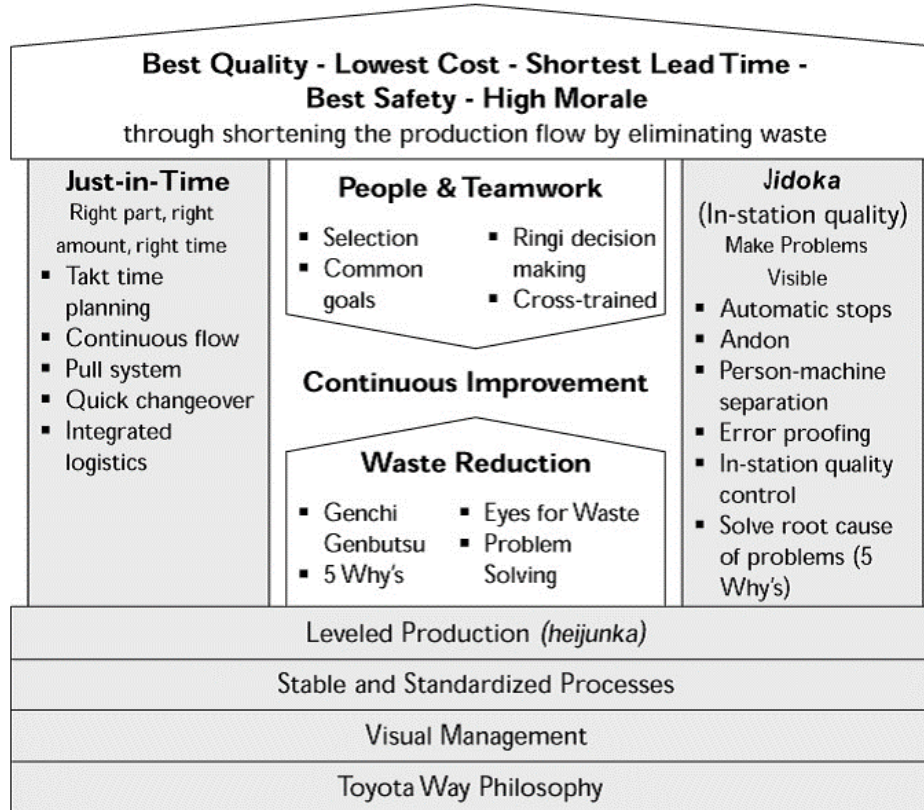 Best Quality - Lowest Cost - Shortest Lead Time -
Best Safety - High Morale
through shortening the production flow by eliminating waste
Just-in-Time
Right part, right
amount, right time
▪ Takt time
planning
▪ Continuous flow
▪ Pull system
▪ Quick changeover
▪ Integrated
logistics
People & Teamwork
▪ Selection
▪ Common
goals
▪ Ringi decision
making
▪ Cross-trained
Continuous Improvement
Waste Reduction
▪ Genchi
Genbutsu
▪ 5 Why's
▪ Eyes for Waste
▪ Problem
Solving
Jidoka
(In-station quality)
Make Problems
Visible
▪ Automatic stops
▪ Andon
▪ Person-machine
separation
▪ Error proofing
▪ In-station quality
control
▪ Solve root cause
of problems (5
Why's)
Leveled Production (heijunka)
Stable and Standardized Processes
Visual Management
Toyota Way Philosophy